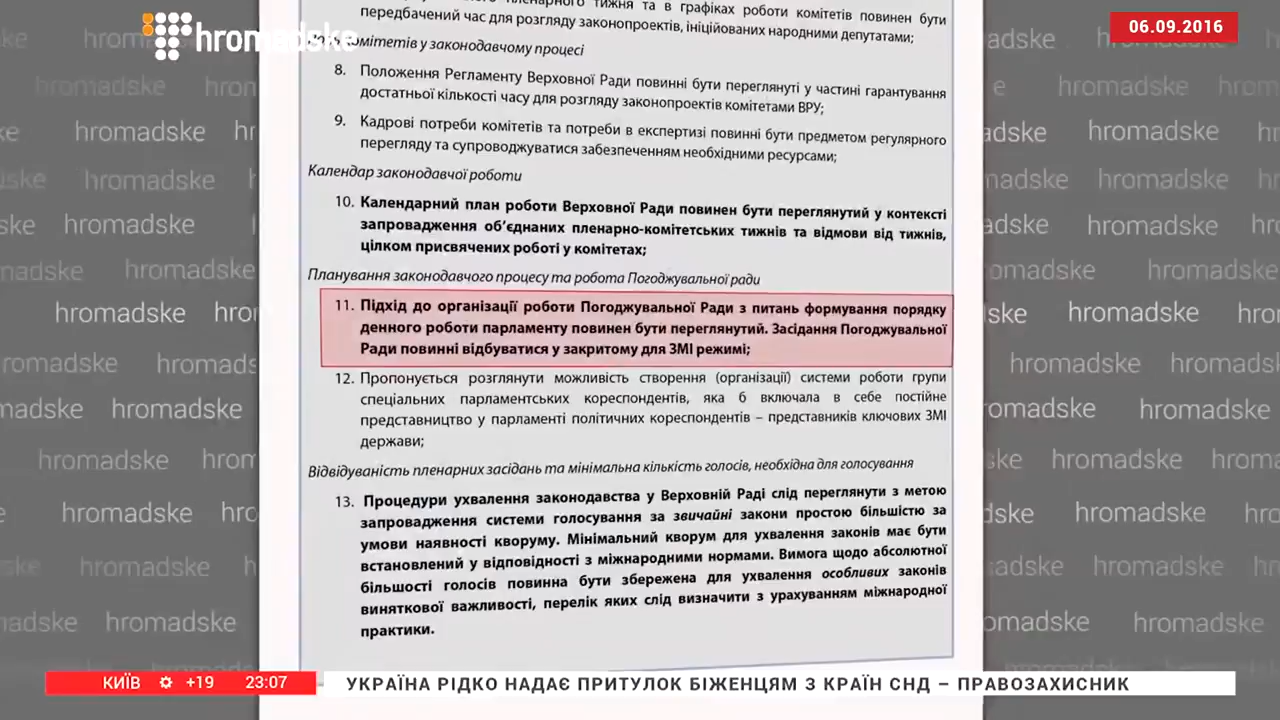 пленарного тижня та в графіках роботи комітетів повинен бути
передбачений час для розгляду законопроектів, ініційованих народними депутатами;
hromadske
06.09.2016
комітетів у законодавчому процесі
8. Положення Регламенту Верховної Ради повинні бути переглянуті у частині гарантування
достатньої кількості часу для розгляду законопроектів комітетами ВРУ;
9. Кадрові потреби комітетів та потреби в експертизі повинні бути предметом регулярного
перегляду та супроводжуватися забезпеченням необхідними ресурсами;
Календар законодавчої роботи
10. Календарний план роботи Верховної Ради повинен бути переглянутий у контексті
запровадження об’єднаних пленарно-комітетських тижнів та відмови від тижнів,
цілком присвячених роботі у комітетах;
Планування законодавчого процесу та робота Погоджувальної ради
11. Підхід до організації роботи Погоджувальної Ради з питань формування порядку
денного роботи парламенту повинен бути переглянутий. Засідання Погоджувальної
Ради повинні відбуватися у закритому для ЗМІ режимі;
12. Пропонується розглянути можливість створення (організації) системи роботи групи
спеціальних парламентських кореспондентів, яка б включала в себе постійне
представництво у парламенті політичних кореспондентів – представників ключових ЗМІ
держави;
Відвідуваність пленарних засідань та мінімальна кількість голосів, необхідна для голосування
13. Процедури ухвалення законодавства у Верховній Раді слід переглянути з метою
запровадження системи голосування за звичайні закони простою більшістю за
умови наявності кворуму. Мінімальний кворум для ухвалення законів має бути
встановлений у відповідності з міжнародними нормами. Вимога щодо абсолютної
більшості голосів повинна бути збережена для ухвалення особливих законів
виняткової важливості, перелік яких слід визначити з урахуванням міжнародної
практики.
КИЇВ +19 23:07
УКРАЇНА РІДКО НАДАЄ ПРИТУЛОК БІЖЕНЦЯМ З КРАЇН СНД – ПРАВОЗАХИСНИК